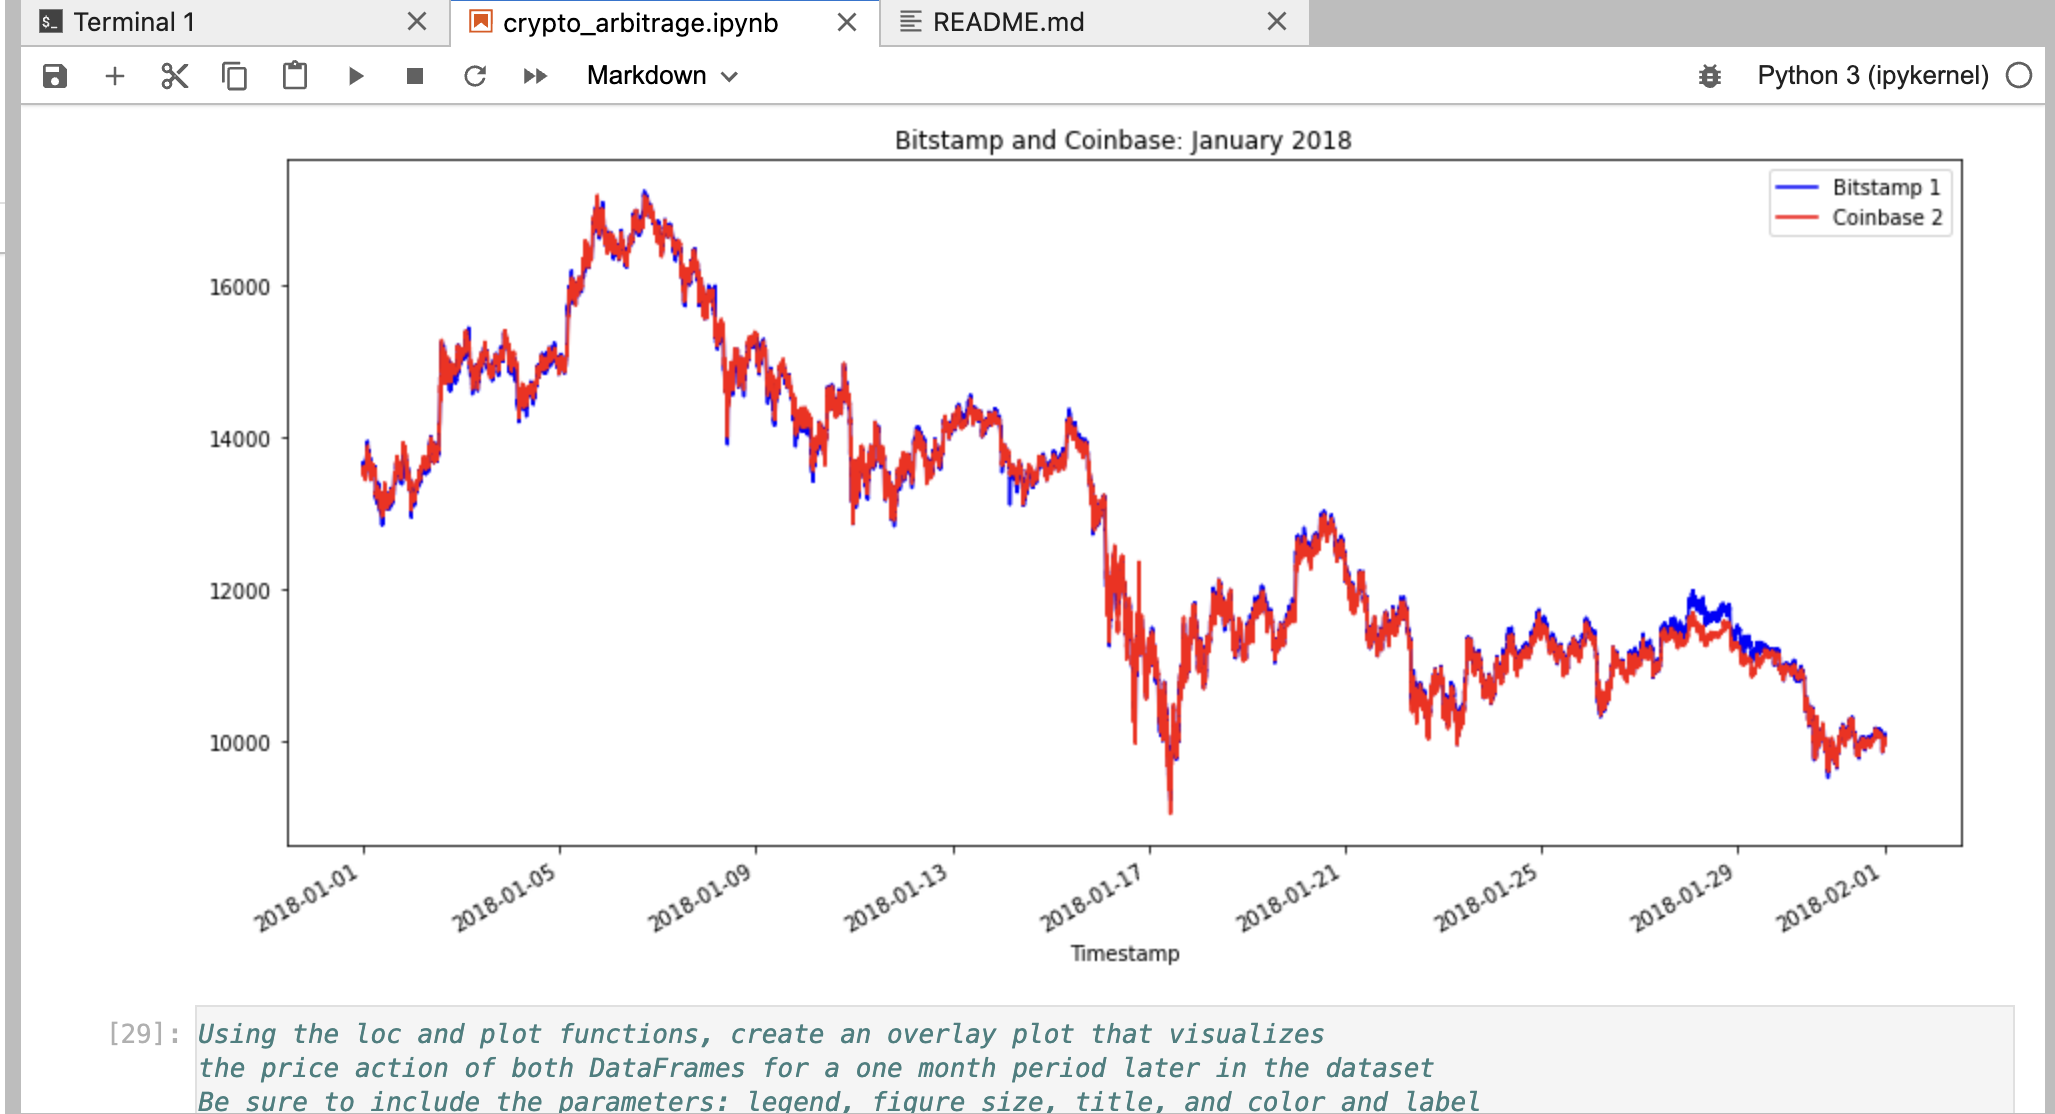 Terminal 1
crypto_arbitrage.ipynb
README.md
Markdown
Python 3 (ipykernel)
Bitstamp and Coinbase: January 2018
Bitstamp 1
Coinbase 2
16000
14000
12000
10000
2018-01-01
2018-01-05
2018-01-09
2018-01-13
2018-01-17
2018-01-21
2018-01-25
2018-01-29
2018-02-01
Timestamp
[29]: Using the loc and plot functions, create an overlay plot that visualizes
the price action of both DataFrames for a one month period later in the dataset
Be sure to include the parameters: legend, figure size, title, and color and label